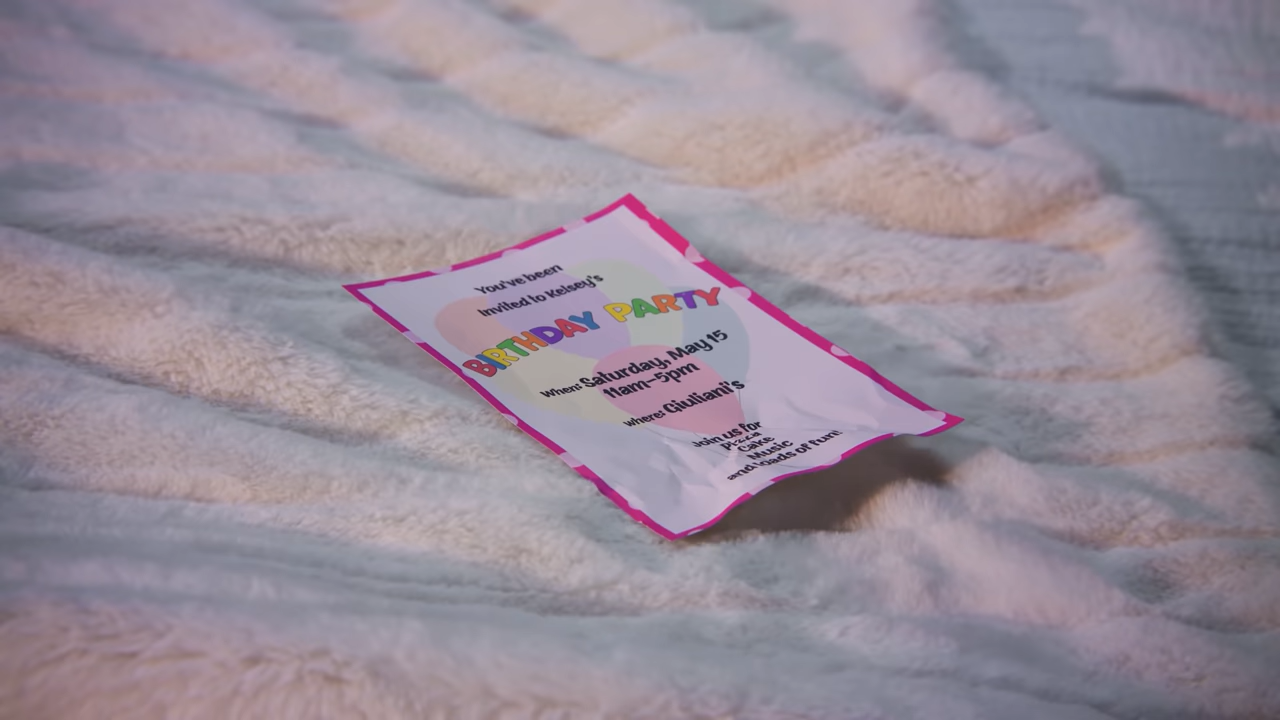 You've been
Invited to Kelsey's
BIRTHDAY PARTY
When: Saturday, May 15
11am-5pm
where: Giuliani's
Join us for
Pizza
Cake
Music
and loads of fun!